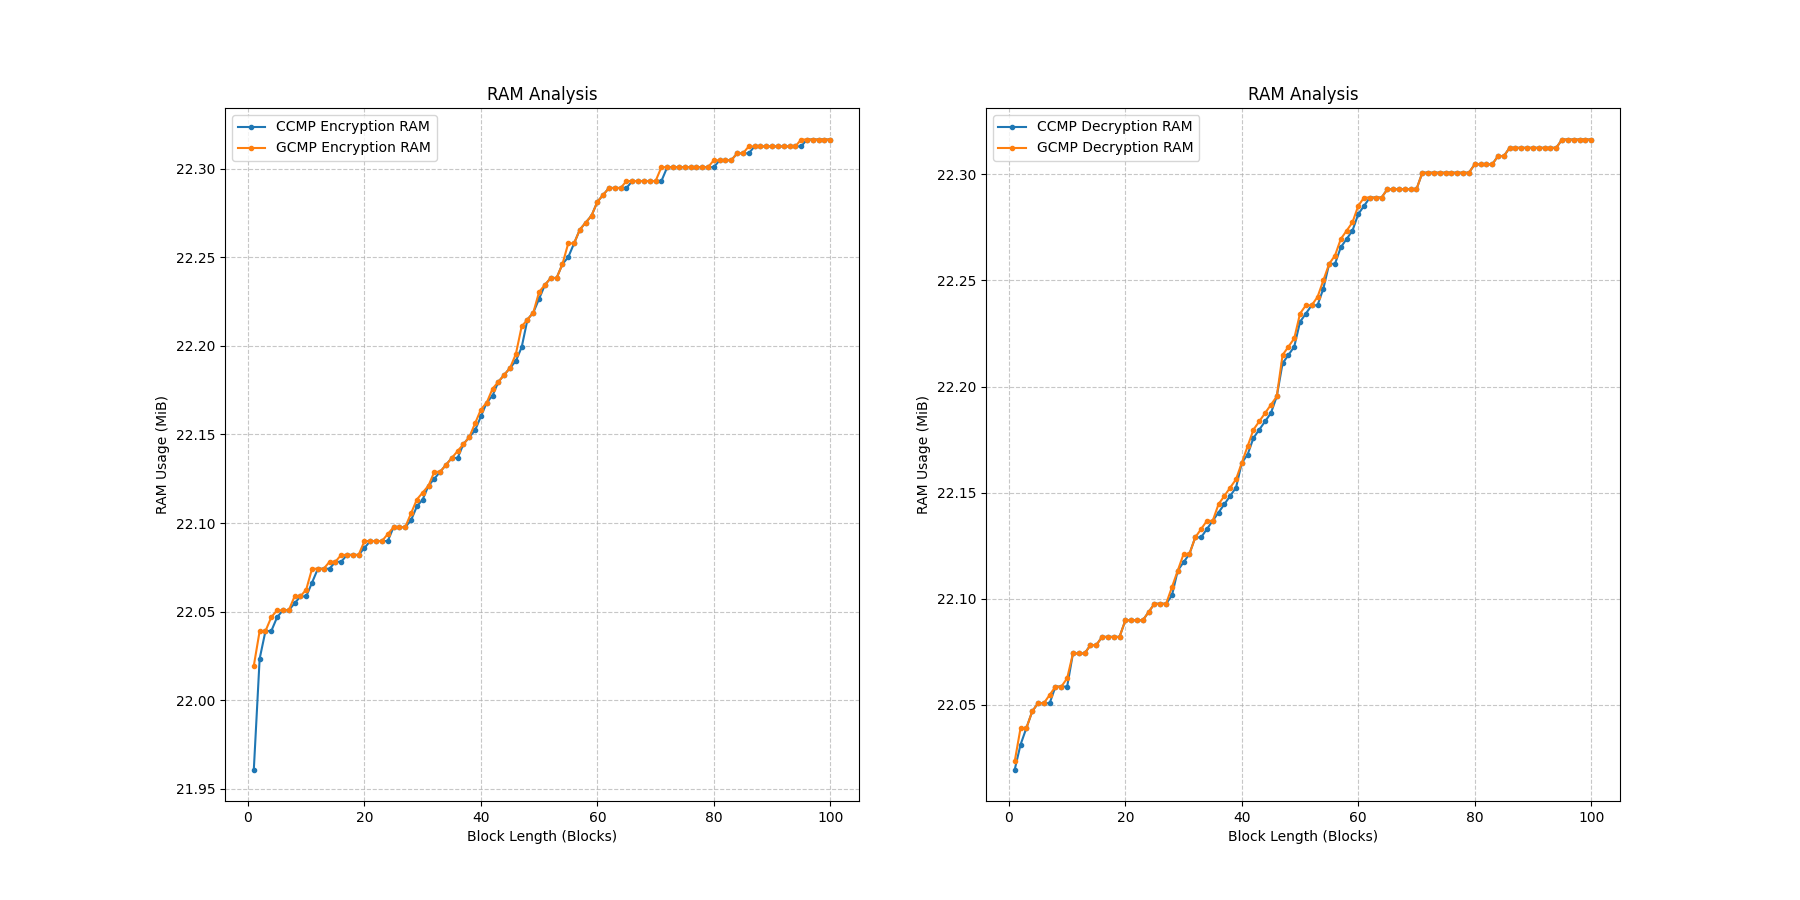 RAM Analysis
CCMP Encryption RAM
GCMP Encryption RAM
22.30
22.25
22.20
22.15
22.10
22.05
22.00
21.95
RAM Usage (MiB)
0 20 40 60 80 100
Block Length (Blocks)
RAM Analysis
CCMP Decryption RAM
GCMP Decryption RAM
22.30
22.25
22.20
22.15
22.10
22.05
RAM Usage (MiB)
0 20 40 60 80 100
Block Length (Blocks)